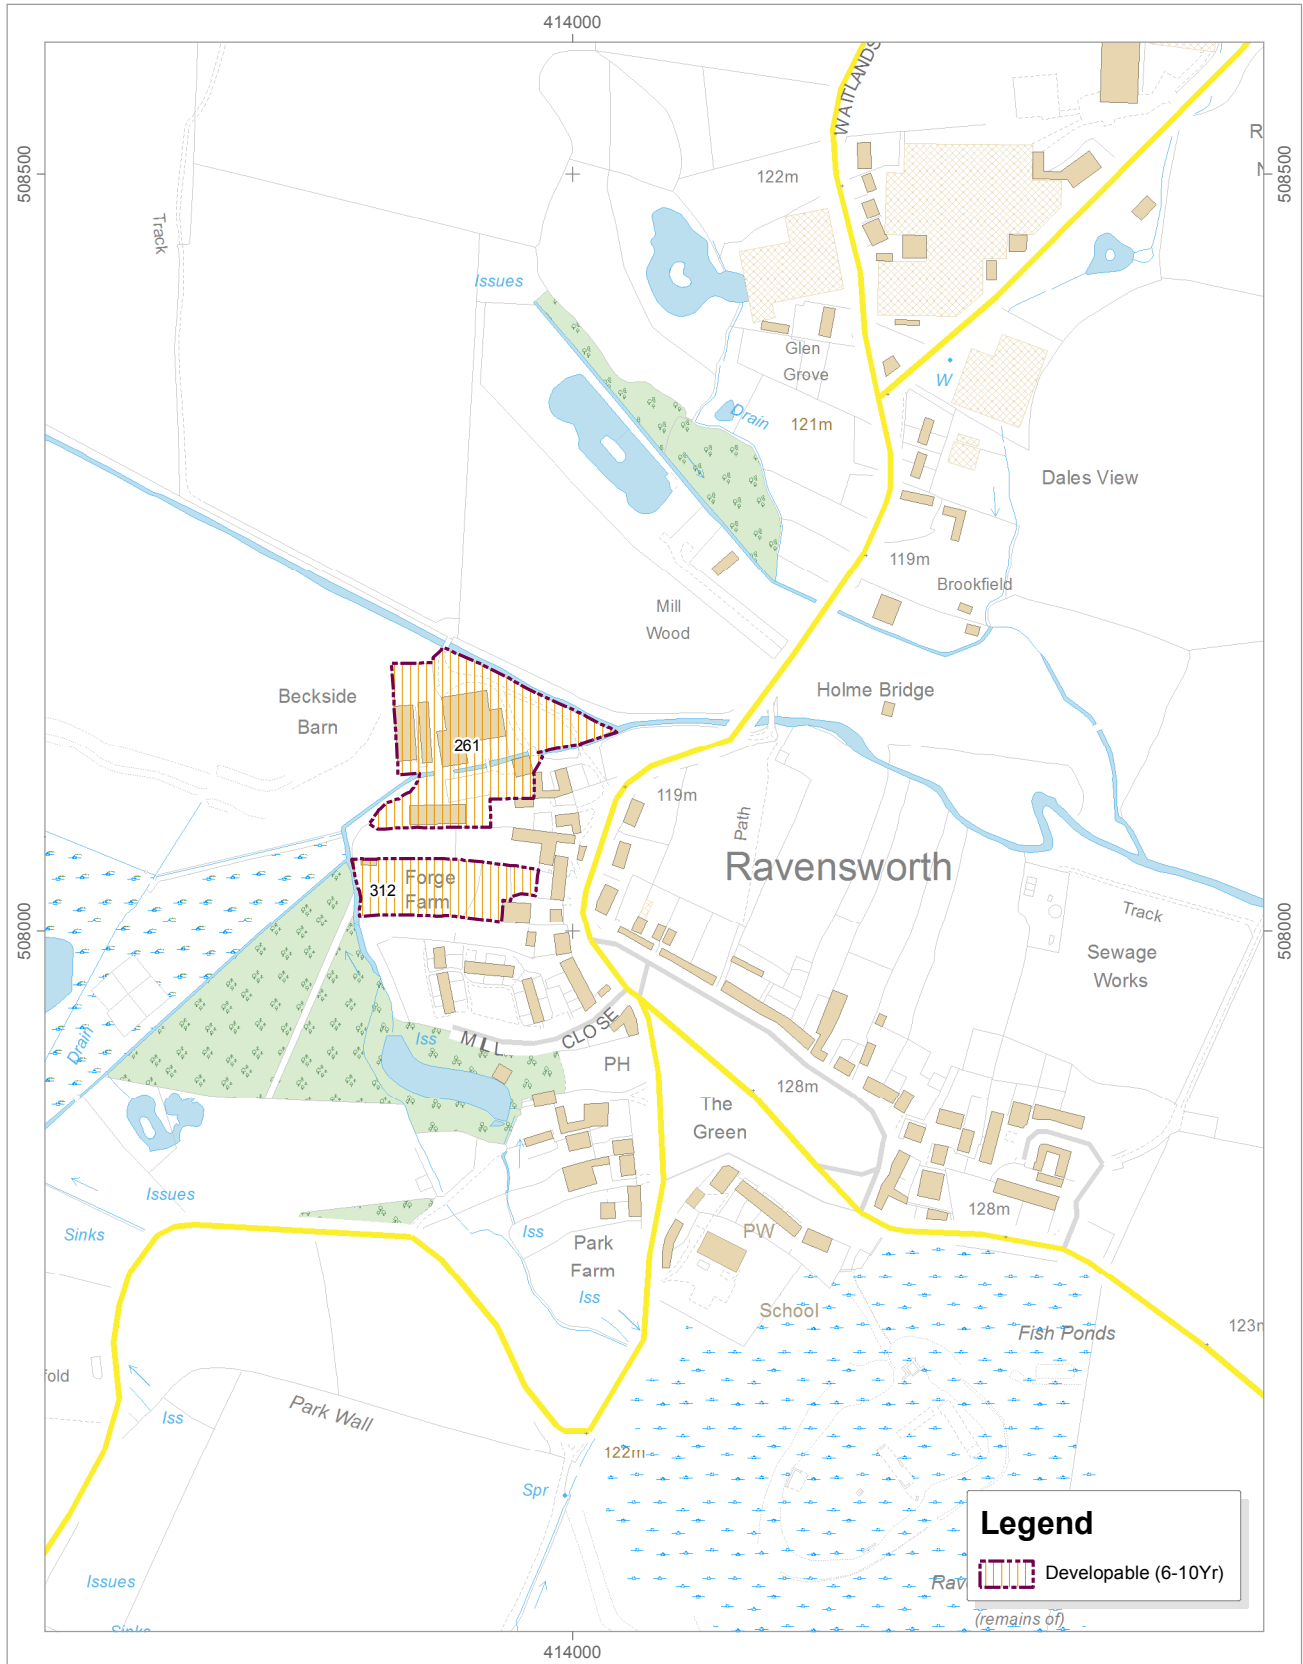 414000
WAITLANDS
R
508500
508500
122m
N
Track
Issues
Glen
Grove
W
Drain
121m
Dales View
119m
Brookfield
Mill
Wood
Beckside
Barn
Holme Bridge
261
119m
Path
Ravensworth
312
Forge
Farm
Track
508000
508000
Sewage
Works
Drain
Iss
MILL CLOSE
PH
128m
The
Green
Issues
Sinks
Iss
PW
128m
Park
Farm
Iss
School
Fish Ponds
123m
fold
Iss
Park Wall
122m
Spr
Legend
Developable (6-10Yr)
Issues
Rav
(remains of)
Sinks
414000